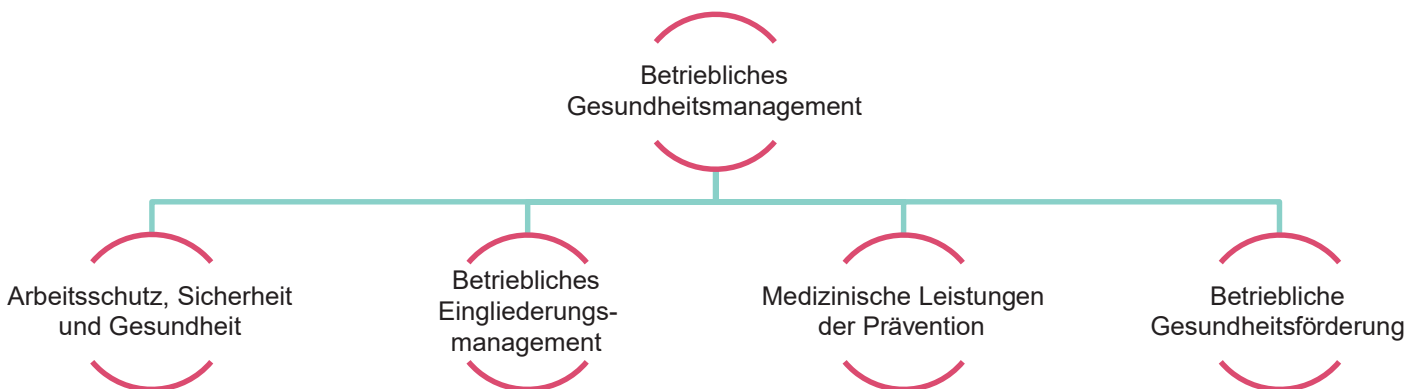 Betriebliches
Gesundheitsmanagement
Arbeitsschutz, Sicherheit
und Gesundheit
Betriebliches
Eingliederungs-
management
Medizinische Leistungen
der Prävention
Betriebliche
Gesundheitsförderung